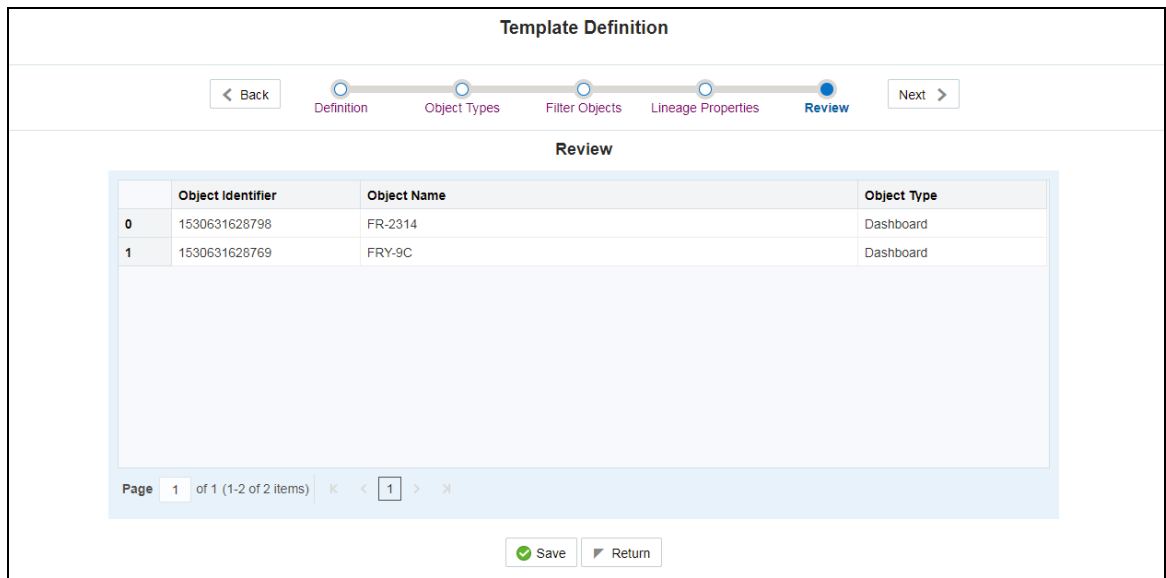 Template Definition
Back
Next
Definition Object Types Filter Objects Lineage Properties Review
Review
Object Identifier Object Name Object Type
0 1530631628798 FR-2314 Dashboard
1 1530631628769 FRY-9C Dashboard
Page 1 of 1 (1-2 of 2 items) 1
Save Return